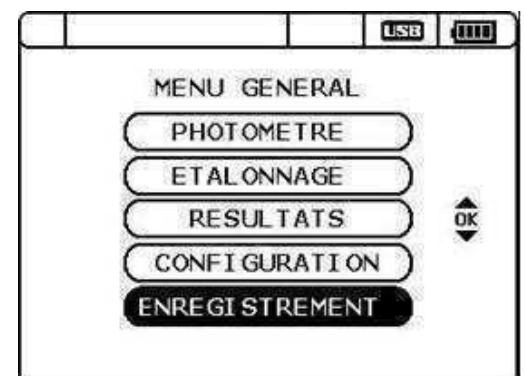 USB
MENU GENERAL
PHOTOMETRE
ETALONNAGE
RESULTATS
OK
CONFIGURATION
ENREGISTREMENT